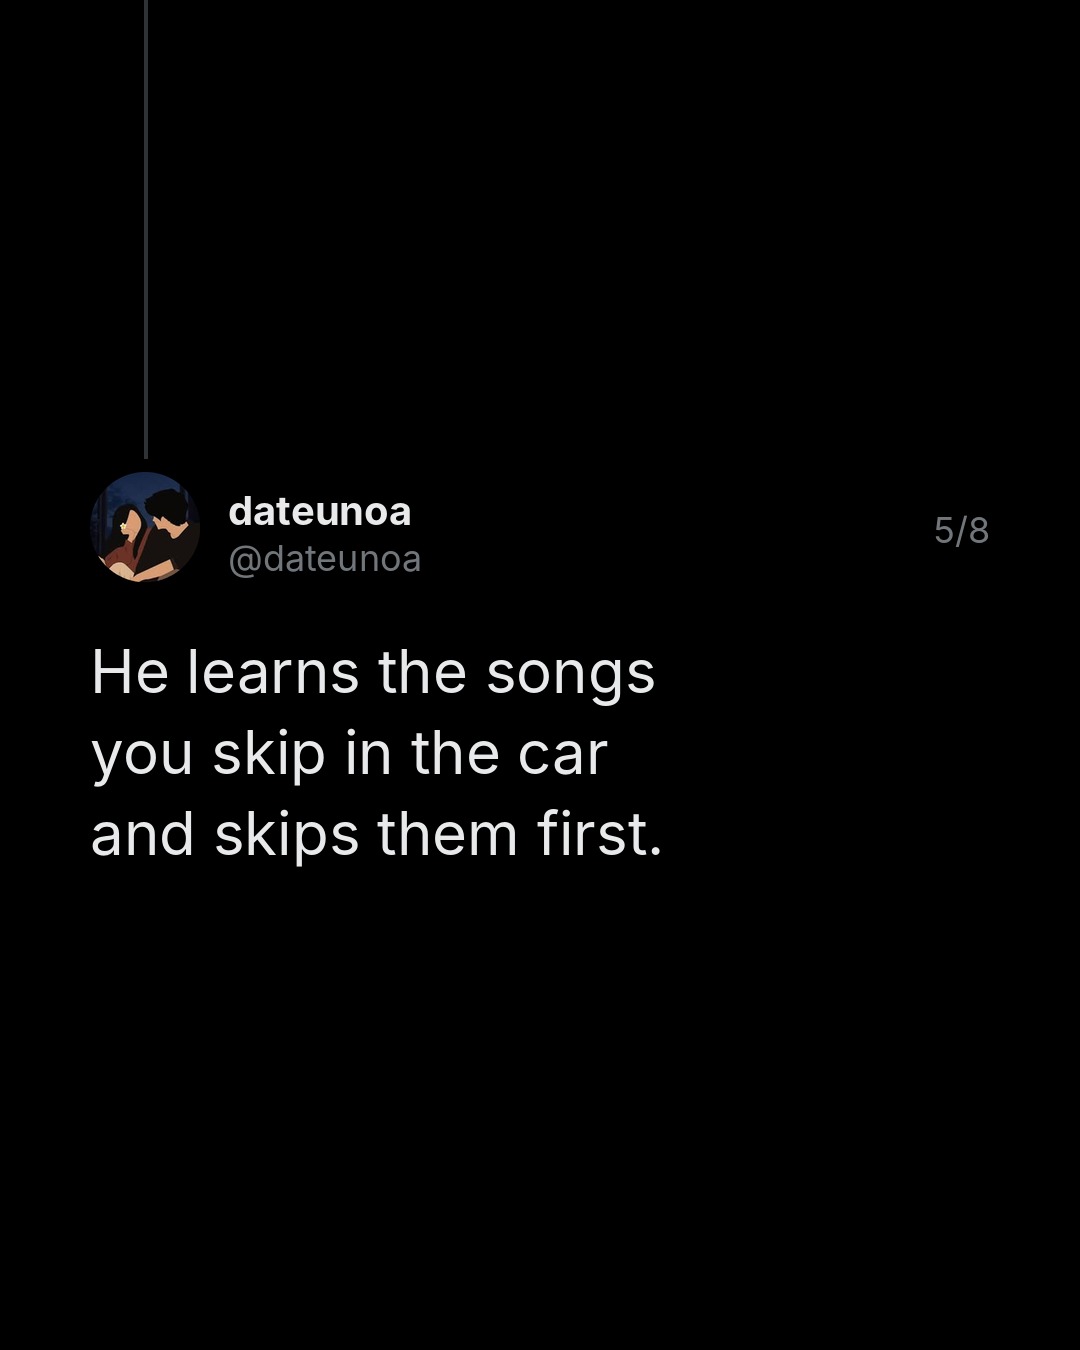 dateunoa
@dateunoa
5/8
He learns the songs
you skip in the car
and skips them first.